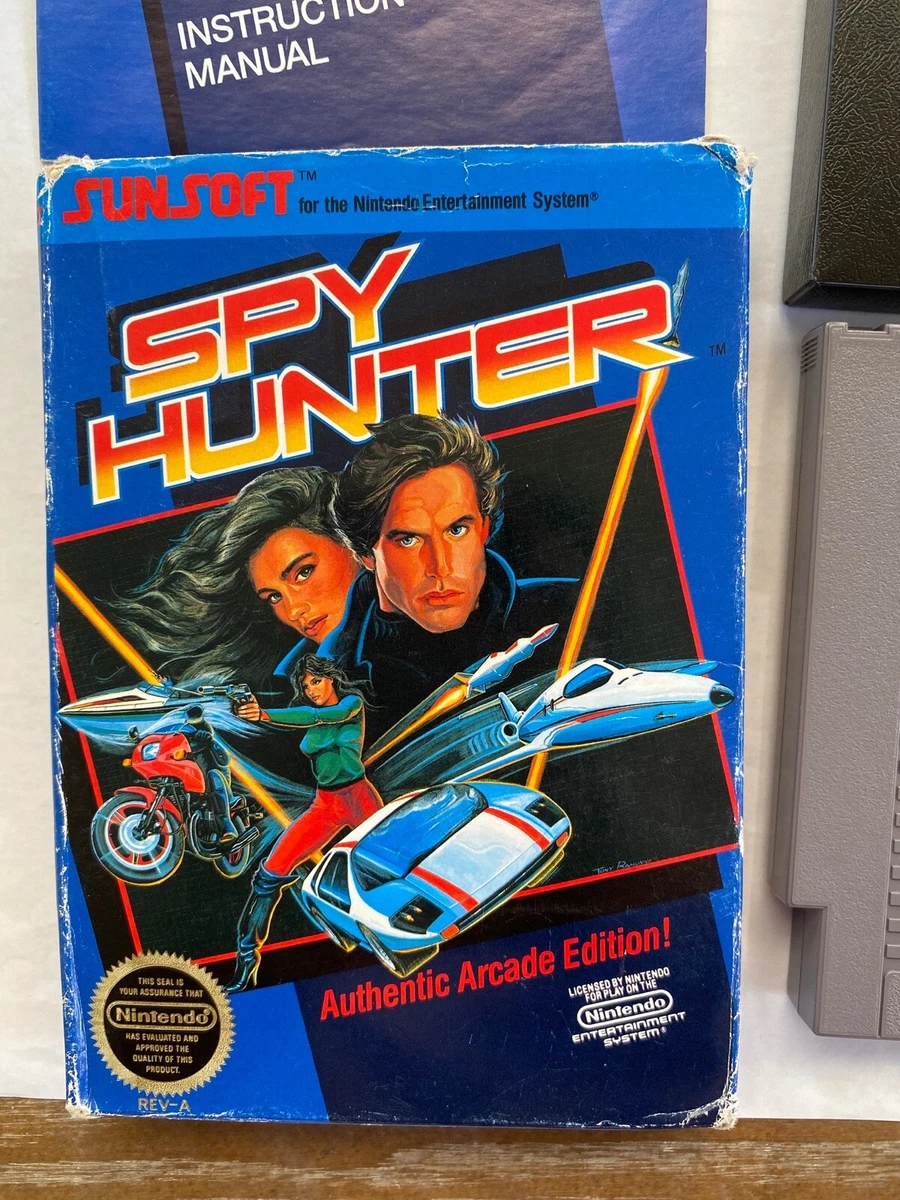 INSTRUCTION
MANUAL
SUNSOFT™
for the Nintendo Entertainment System®
SPY
HUNTER™
Authentic Arcade Edition!
THIS SEAL IS
YOUR ASSURANCE THAT
Nintendo®
HAS EVALUATED AND
APPROVED THE
QUALITY OF THIS
PRODUCT.
REV-A
LICENSED BY NINTENDO
FOR PLAY ON THE
Nintendo
ENTERTAINMENT
SYSTEM®